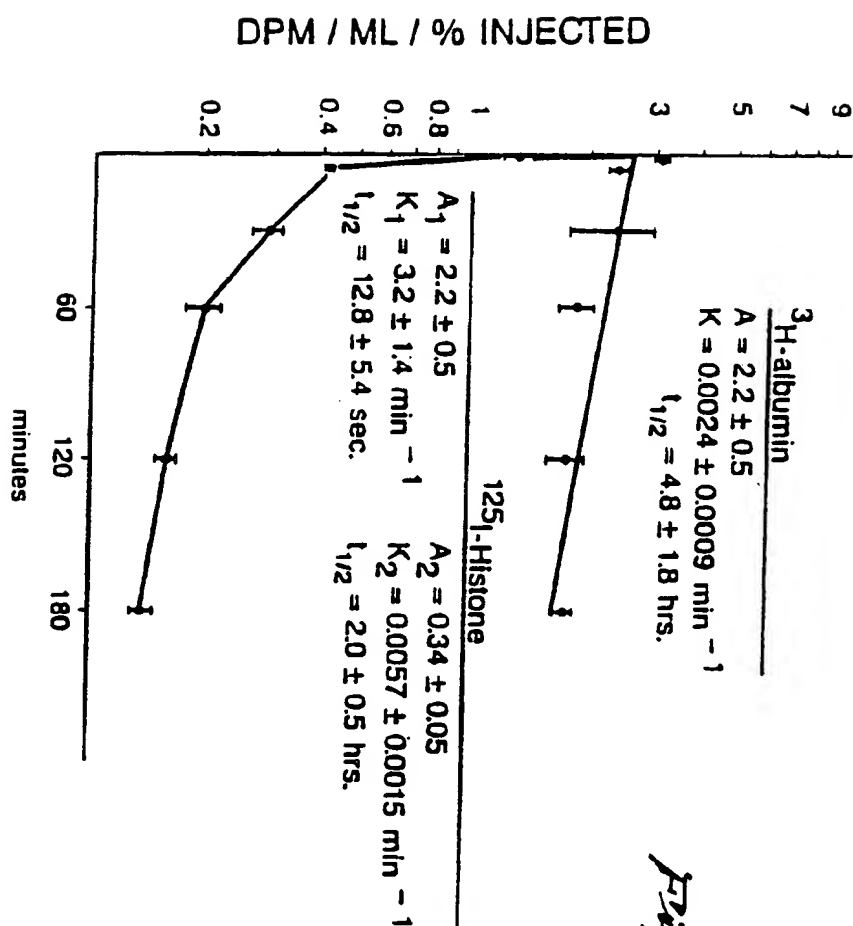 DPM / ML / % INJECTED
9
7
5
3
1
0.8
0.6
0.4
0.2
60
120
180
minutes
3H-albumin
A = 2.2 ± 0.5
K = 0.0024 ± 0.0009 min −1
t1/2 = 4.8 ± 1.8 hrs.
125I-Histone
A1 = 2.2 ± 0.5
K1 = 3.2 ± 1.4 min −1
t1/2 = 12.8 ± 5.4 sec.
A2 = 0.34 ± 0.05
K2 = 0.0057 ± 0.0015 min −1
t1/2 = 2.0 ± 0.5 hrs.